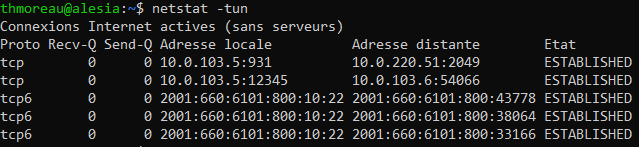 thmoreau@alesia:~$ netstat -tun
Connexions Internet actives (sans serveurs)
Proto Recv-Q Send-Q Adresse locale          Adresse distante        Etat
tcp        0      0 10.0.103.5:931          10.0.220.51:2049        ESTABLISHED
tcp        0      0 10.0.103.5:12345        10.0.103.6:54066        ESTABLISHED
tcp6       0      0 2001:660:6101:800:10:22 2001:660:6101:800:43778 ESTABLISHED
tcp6       0      0 2001:660:6101:800:10:22 2001:660:6101:800:38064 ESTABLISHED
tcp6       0      0 2001:660:6101:800:10:22 2001:660:6101:800:33166 ESTABLISHED